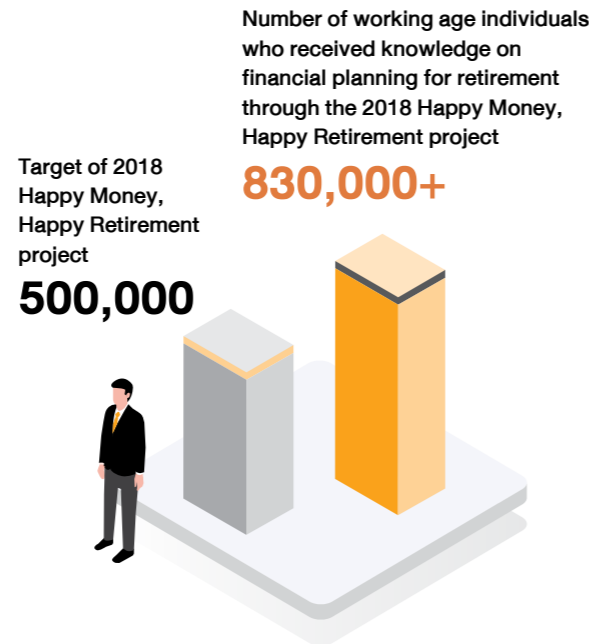 Number of working age individuals
who received knowledge on
financial planning for retirement
through the 2018 Happy Money,
Happy Retirement project
830,000+
Target of 2018
Happy Money,
Happy Retirement
project
500,000